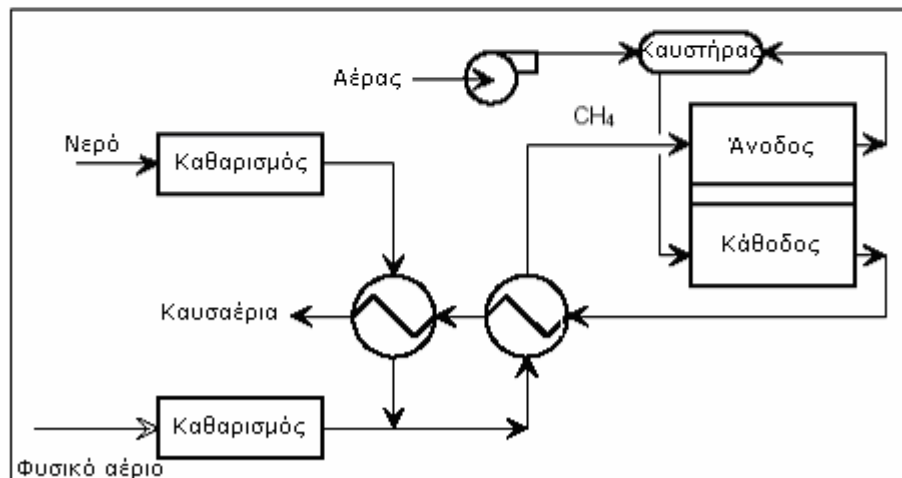 Καυστήρας
Αέρας
CH4
Νερό
Καθαρισμός
Άνοδος
Κάθοδος
Καυσαέρια
Καθαρισμός
Φυσικό αέριο